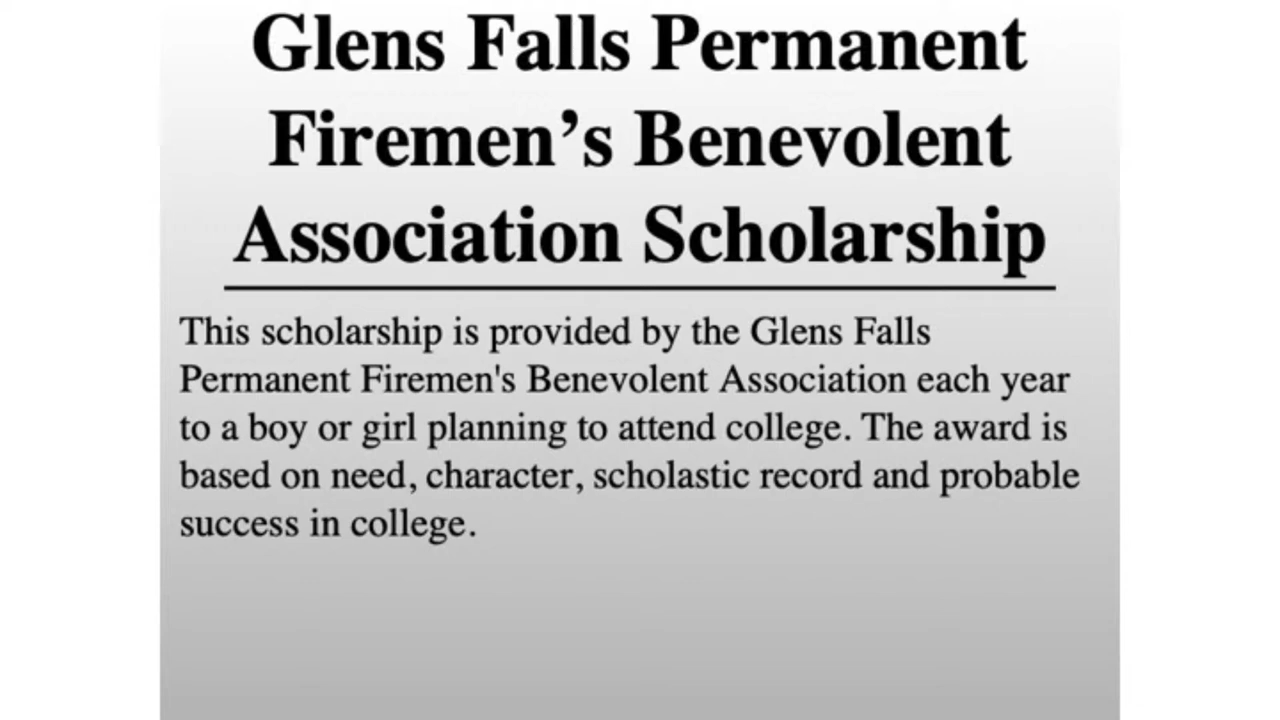 Glens Falls Permanent
Firemen’s Benevolent
Association Scholarship
This scholarship is provided by the Glens Falls
Permanent Firemen's Benevolent Association each year
to a boy or girl planning to attend college. The award is
based on need, character, scholastic record and probable
success in college.